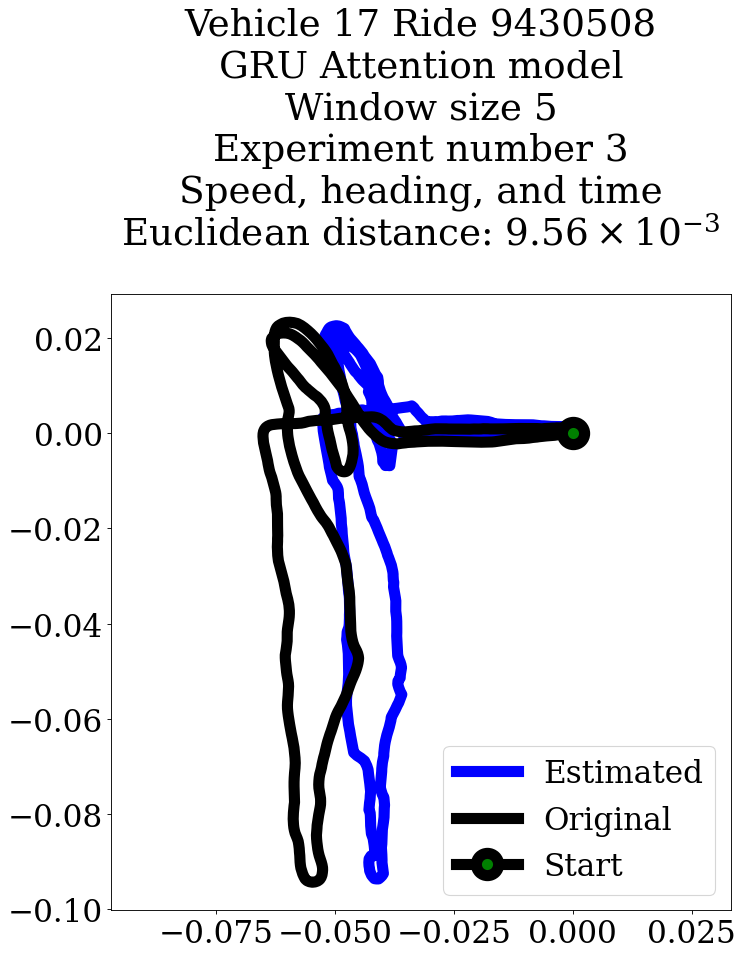 Vehicle 17 Ride 9430508
GRU Attention model
Window size 5
Experiment number 3
Speed, heading, and time
Euclidean distance: 9.56 × 10⁻³
0.02
0.00
−0.02
−0.04
−0.06
−0.08
−0.10
Estimated
Original
Start
−0.075 −0.050 −0.025 0.000 0.025